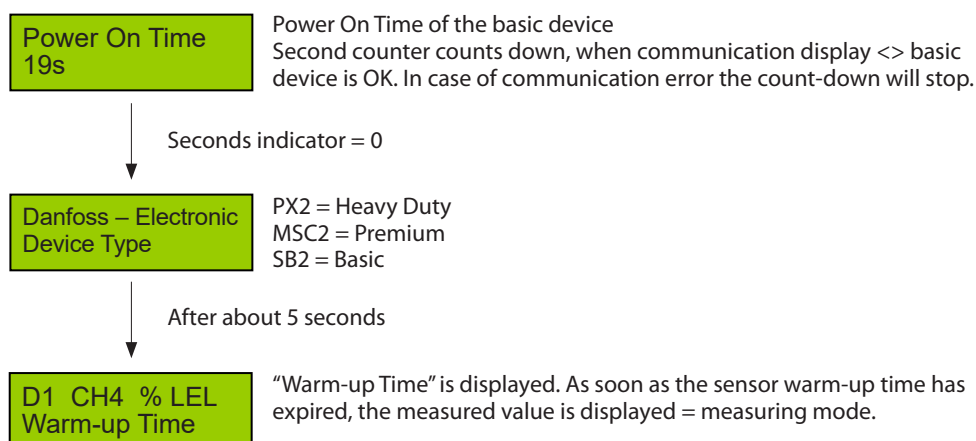 Power On Time
19s
Power On Time of the basic device
Second counter counts down, when communication display <> basic
device is OK. In case of communication error the count-down will stop.
Seconds indicator = 0
Danfoss – Electronic
Device Type
PX2 = Heavy Duty
MSC2 = Premium
SB2 = Basic
After about 5 seconds
D1 CH4 % LEL
Warm-up Time
“Warm-up Time” is displayed. As soon as the sensor warm-up time has
expired, the measured value is displayed = measuring mode.